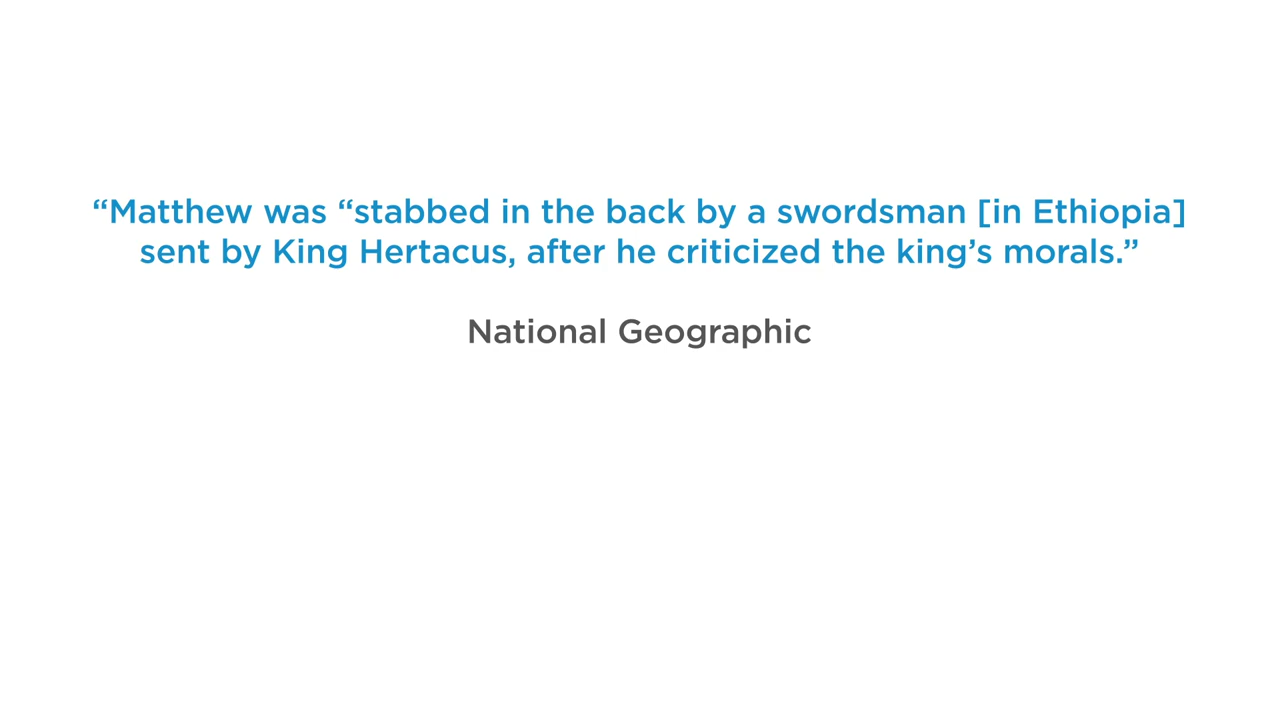 “Matthew was “stabbed in the back by a swordsman [in Ethiopia]
sent by King Hertacus, after he criticized the king’s morals.”
National Geographic